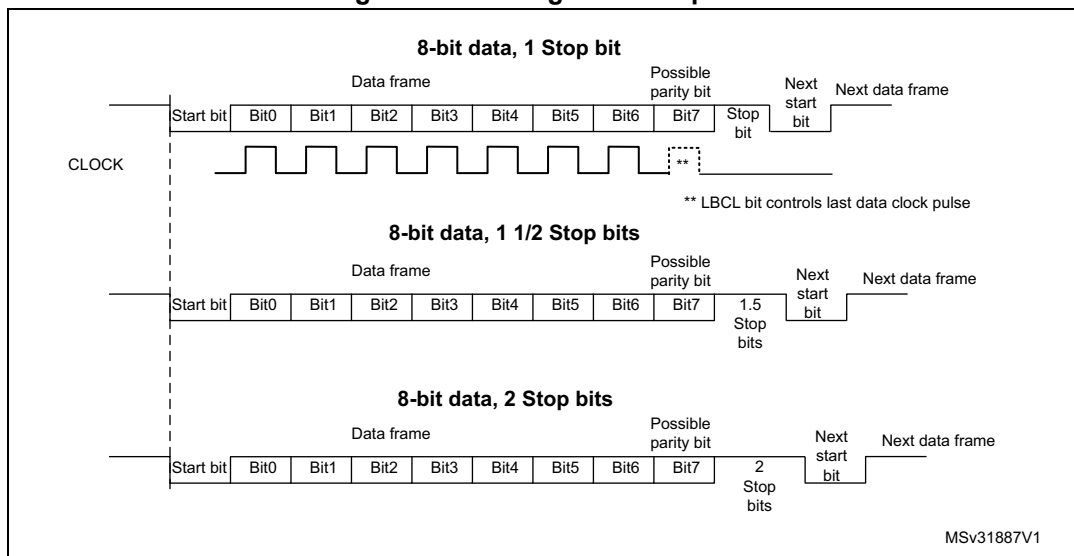 8-bit data, 1 Stop bit
Data frame
Possible
parity bit
Next
start
bit
Next data frame
Start bit Bit0 Bit1 Bit2 Bit3 Bit4 Bit5 Bit6 Bit7 Stop
bit
CLOCK
**
** LBCL bit controls last data clock pulse
8-bit data, 1 1/2 Stop bits
Data frame
Possible
parity bit
Next
start
bit
Next data frame
Start bit Bit0 Bit1 Bit2 Bit3 Bit4 Bit5 Bit6 Bit7 1.5
Stop
bits
8-bit data, 2 Stop bits
Data frame
Possible
parity bit
Next
start
bit
Next data frame
Start bit Bit0 Bit1 Bit2 Bit3 Bit4 Bit5 Bit6 Bit7 2
Stop
bits
MSv31887V1